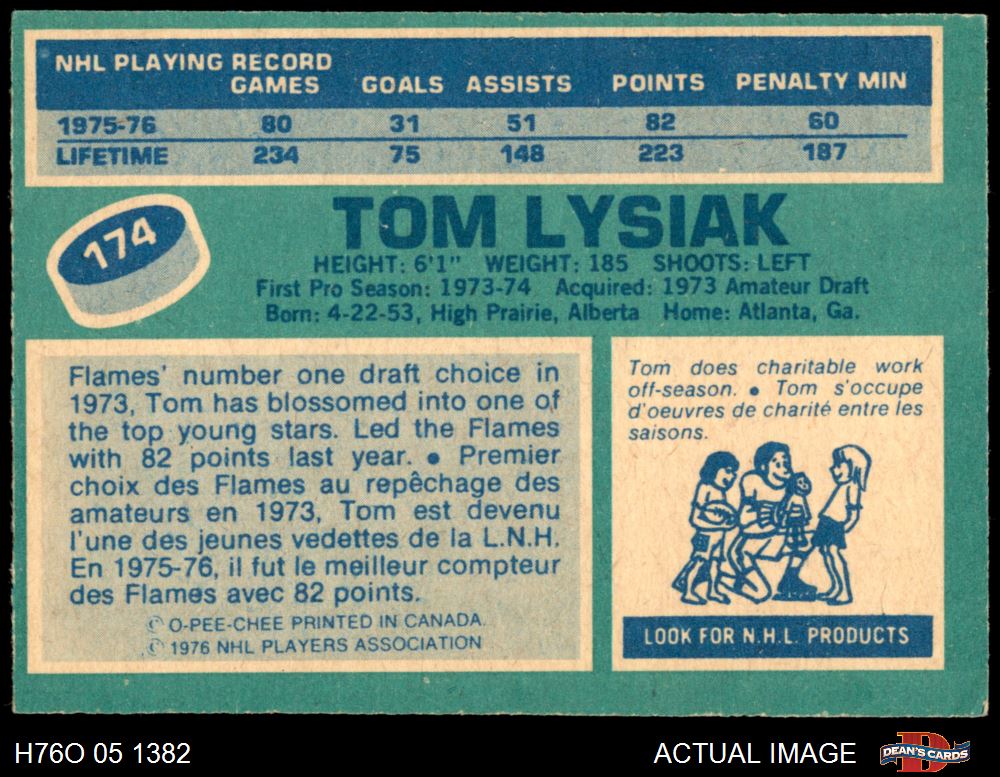 NHL PLAYING RECORD
GAMES GOALS ASSISTS POINTS PENALTY MIN
1975-76 80 31 51 82 60
LIFETIME 234 75 148 223 187
174
TOM LYSIAK
HEIGHT: 6'1" WEIGHT: 185 SHOOTS: LEFT
First Pro Season: 1973-74 Acquired: 1973 Amateur Draft
Born: 4-22-53, High Prairie, Alberta Home: Atlanta, Ga.
Flames' number one draft choice in
1973, Tom has blossomed into one of
the top young stars. Led the Flames
with 82 points last year. • Premier
choix des Flames au repêchage des
amateurs en 1973, Tom est devenu
l'une des jeunes vedettes de la L.N.H.
En 1975-76, il fut le meilleur compteur
des Flames avec 82 points.
© O-PEE-CHEE PRINTED IN CANADA.
© 1976 NHL PLAYERS ASSOCIATION
Tom does charitable work
off-season. • Tom s'occupe
d'oeuvres de charité entre les
saisons.
LOOK FOR N.H.L. PRODUCTS
H76O 05 1382
ACTUAL IMAGE
D
DEAN'S CARDS